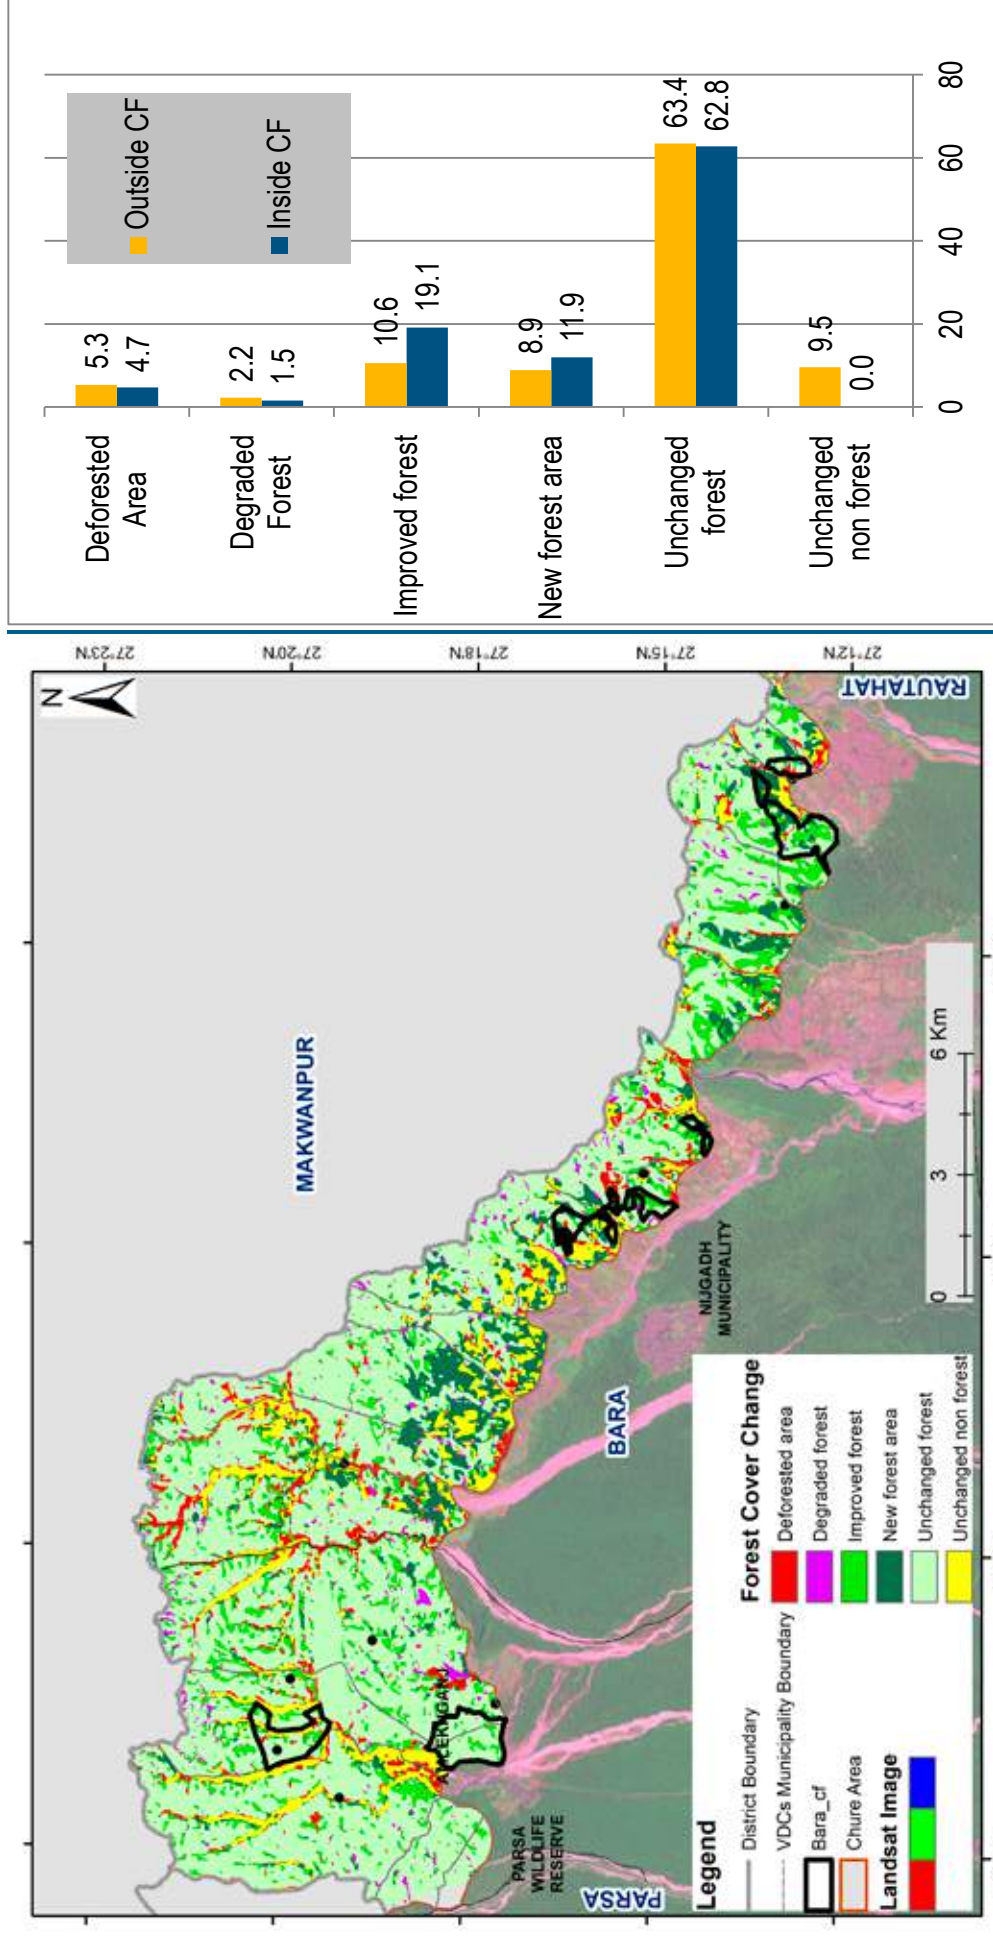 N
27°23'N
27°20'N
27°18'N
27°15'N
27°12'N
MAKWANPUR
RAUTAHAT
BARA
NIJGADH
MUNICIPALITY
PARSA
WILDLIFE
RESERVE
PARSA
0 3 6 Km
Legend
District Boundary
VDCs Municipality Boundary
Bara_cf
Chure Area
Landsat Image
Forest Cover Change
Deforested area
Degraded forest
Improved forest
New forest area
Unchanged forest
Unchanged non forest
Outside CF
Inside CF
Deforested
Area
5.3
4.7
Degraded
Forest
2.2
1.5
Improved forest
10.6
19.1
New forest area
8.9
11.9
Unchanged
forest
63.4
62.8
Unchanged
non forest
9.5
0.0
0 20 40 60 80